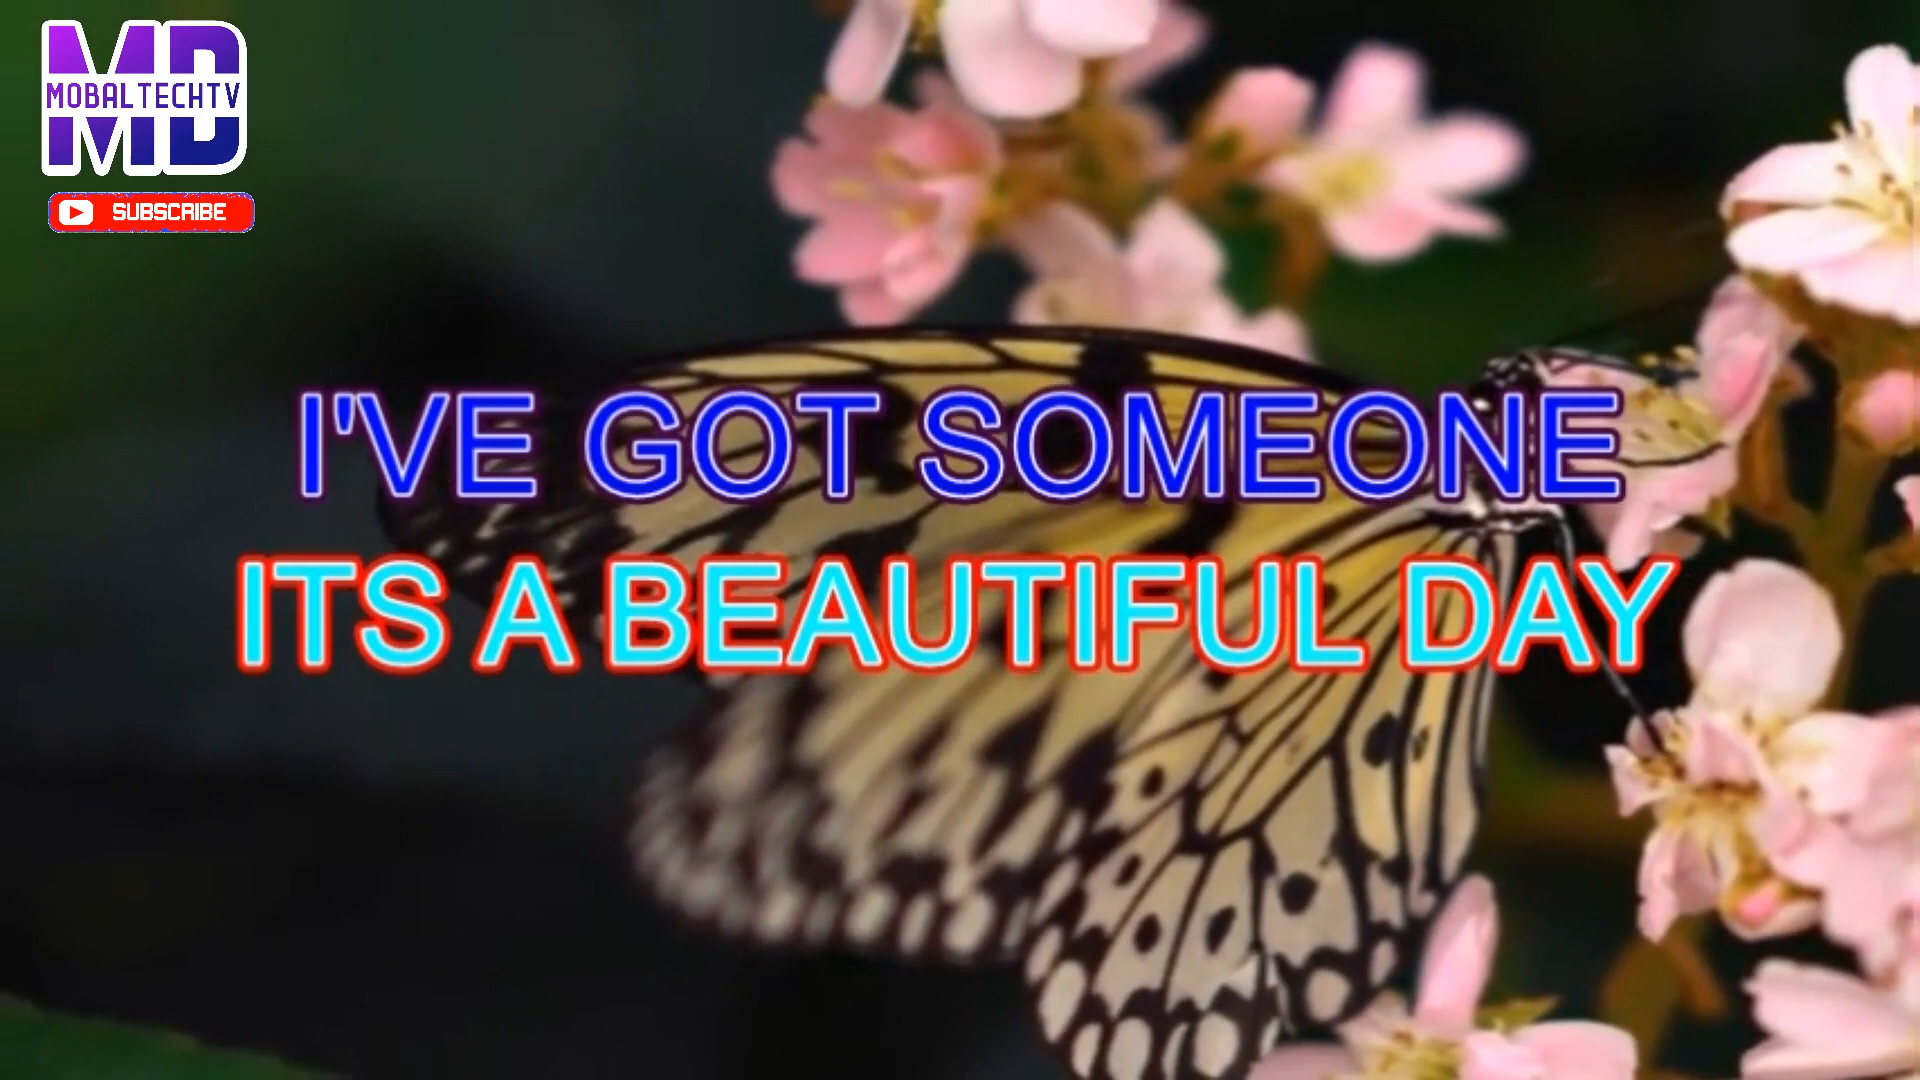 MD
MOBALTECHTV
SUBSCRIBE
I'VE GOT SOMEONE
ITS A BEAUTIFUL DAY